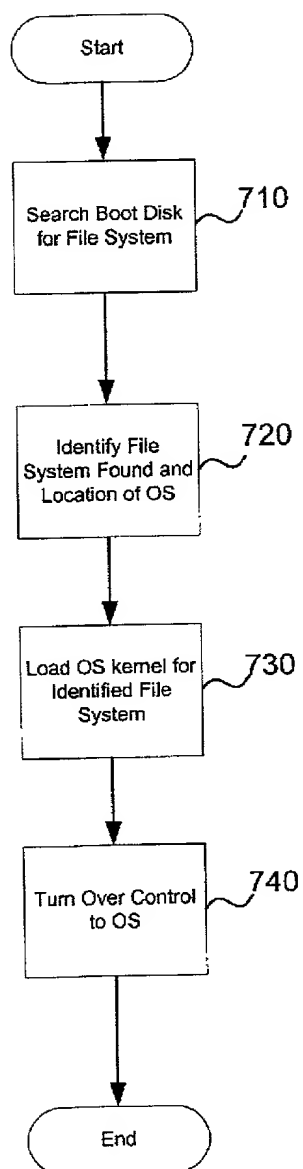 Start
710
Search Boot Disk
for File System
720
Identify File
System Found and
Location of OS
Load OS kernel for
730
Identified File
System
740
Turn Over Control
to OS
End